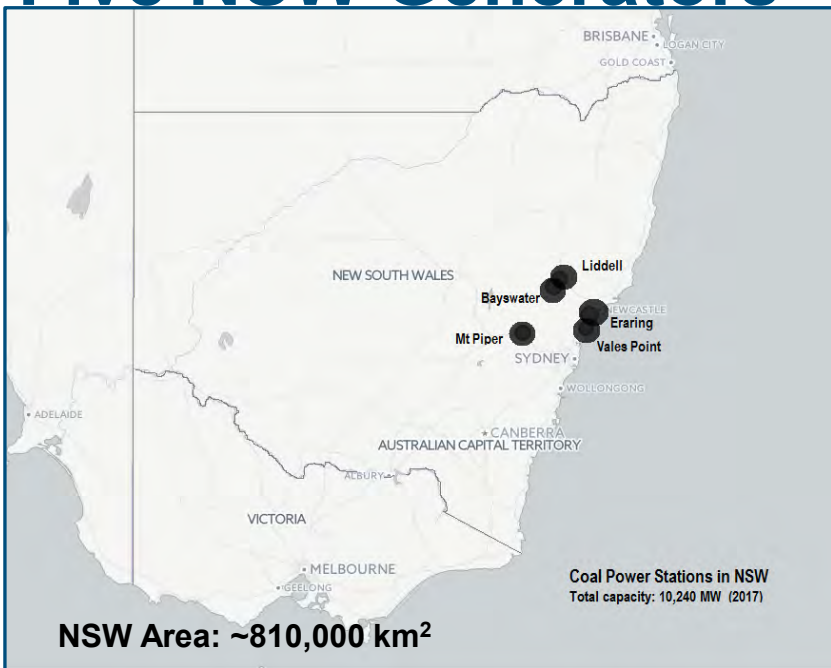 Five NSW Generators
BRISBANE
LOGAN CITY
GOLD COAST
Liddell
NEW SOUTH WALES
Bayswater
NEWCASTLE
Eraring
Mt Piper
Vales Point
SYDNEY
WOLLONGONG
ADELAIDE
CANBERRA
AUSTRALIAN CAPITAL TERRITORY
ALBURY
VICTORIA
MELBOURNE
GEELONG
Coal Power Stations in NSW
Total capacity: 10,240 MW (2017)
NSW Area: ~810,000 km²